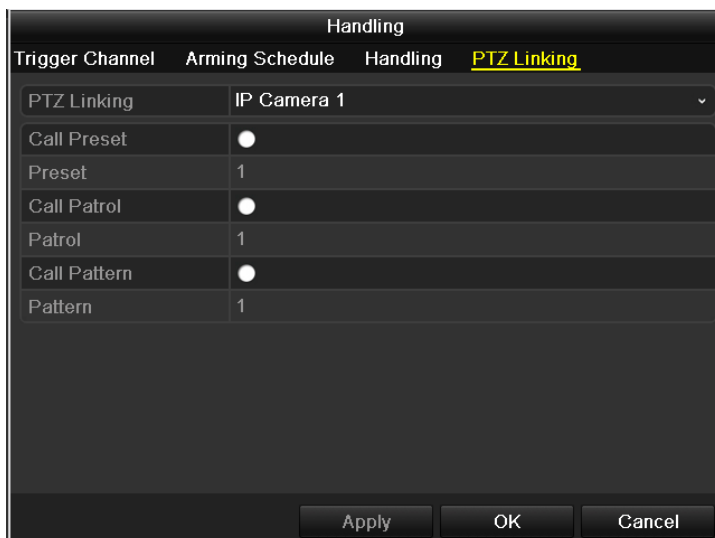 Handling
Trigger Channel Arming Schedule Handling PTZ Linking
PTZ Linking IP Camera 1
Call Preset
Preset 1
Call Patrol
Patrol 1
Call Pattern
Pattern 1
Apply OK Cancel